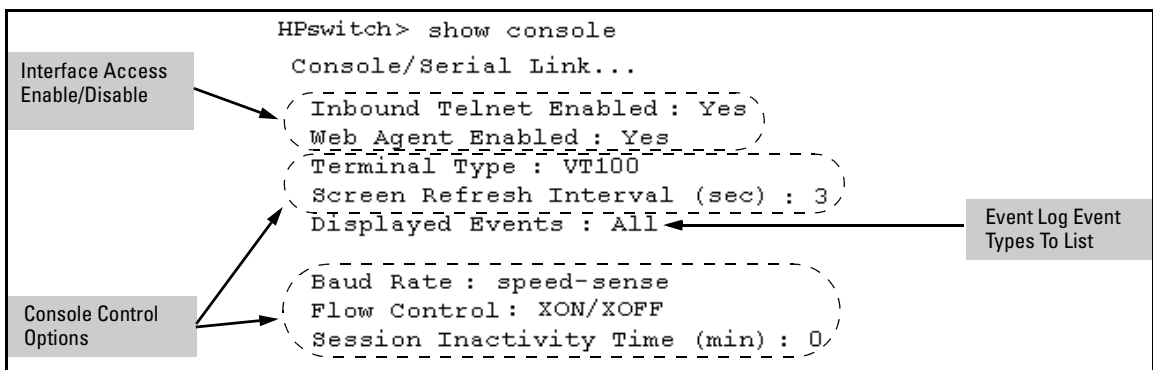 HPswitch> show console
Console/Serial Link...
Interface Access
Enable/Disable
Inbound Telnet Enabled : Yes
Web Agent Enabled : Yes
Terminal Type : VT100
Screen Refresh Interval (sec) : 3
Displayed Events : All
Event Log Event
Types To List
Baud Rate : speed-sense
Flow Control : XON/XOFF
Session Inactivity Time (min) : 0
Console Control
Options